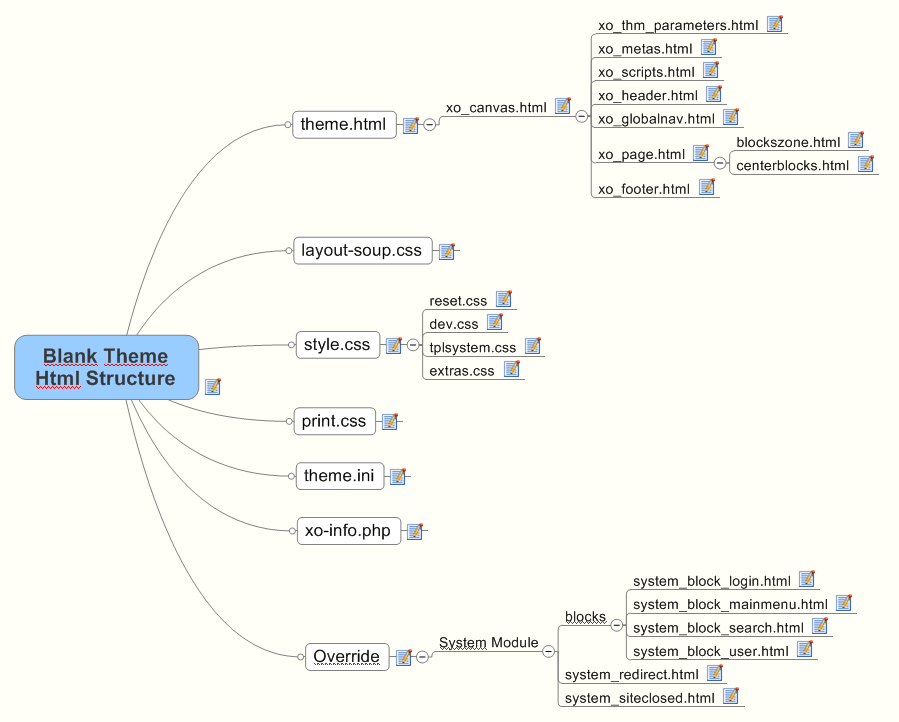 Blank Theme
Html Structure
theme.html
xo_canvas.html
xo_thm_parameters.html
xo_metas.html
xo_scripts.html
xo_header.html
xo_globalnav.html
xo_page.html
blockszone.html
centerblocks.html
xo_footer.html
layout-soup.css
style.css
reset.css
dev.css
tplsystem.css
extras.css
print.css
theme.ini
xo-info.php
Override
System Module
blocks
system_block_login.html
system_block_mainmenu.html
system_block_search.html
system_block_user.html
system_redirect.html
system_siteclosed.html